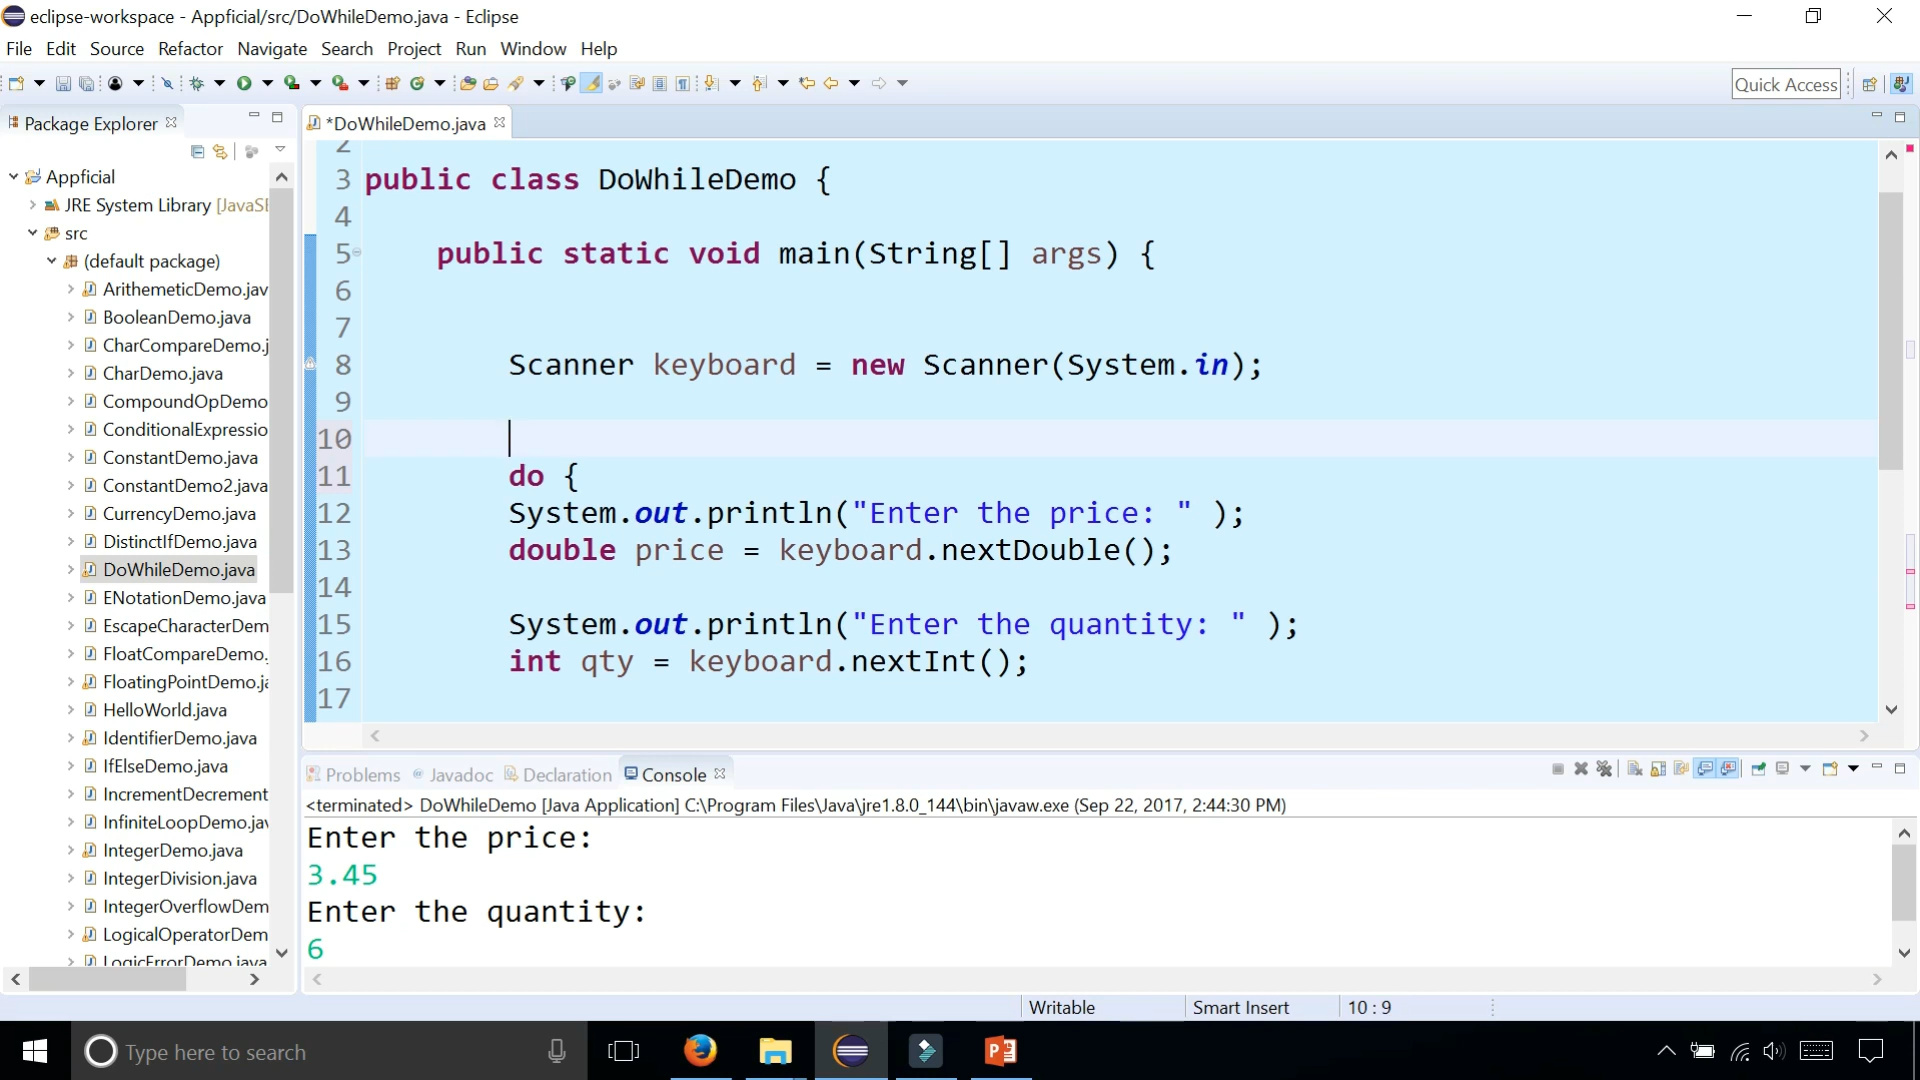 eclipse-workspace - Appficial/src/DoWhileDemo.java - Eclipse
File Edit Source Refactor Navigate Search Project Run Window Help
Quick Access
Package Explorer
*DoWhileDemo.java
Appficial
JRE System Library [JavaSE
src
(default package)
ArithemeticDemo.jav
BooleanDemo.java
CharCompareDemo.j
CharDemo.java
CompoundOpDemo
ConditionalExpressio
ConstantDemo.java
ConstantDemo2.java
CurrencyDemo.java
DistinctIfDemo.java
DoWhileDemo.java
ENotationDemo.java
EscapeCharacterDem
FloatCompareDemo.
FloatingPointDemo.ja
HelloWorld.java
IdentifierDemo.java
IfElseDemo.java
IncrementDecrement
InfiniteLoopDemo.jav
IntegerDemo.java
IntegerDivision.java
IntegerOverflowDem
LogicalOperatorDem
LogicErrorDemo.java
2
3 public class DoWhileDemo {
4
5 public static void main(String[] args) {
6
7
8 Scanner keyboard = new Scanner(System.in);
9
10
11 do {
12 System.out.println("Enter the price: " );
13 double price = keyboard.nextDouble();
14
15 System.out.println("Enter the quantity: " );
16 int qty = keyboard.nextInt();
17
Problems Javadoc Declaration Console
<terminated> DoWhileDemo [Java Application] C:\Program Files\Java\jre1.8.0_144\bin\javaw.exe (Sep 22, 2017, 2:44:30 PM)
Enter the price:
3.45
Enter the quantity:
6
Writable Smart Insert 10 : 9
Type here to search